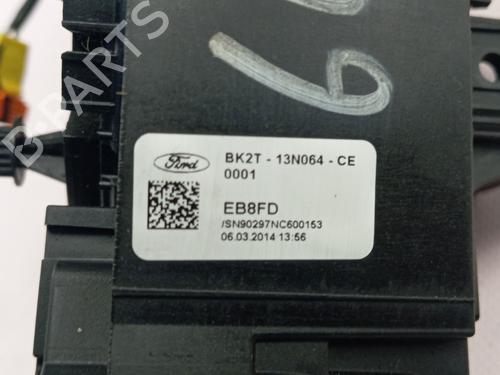 B PARTS
Ford
BK2T - 13N064 - CE
0001
EB8FD
/SN90297NC600153
06.03.2014 13:56